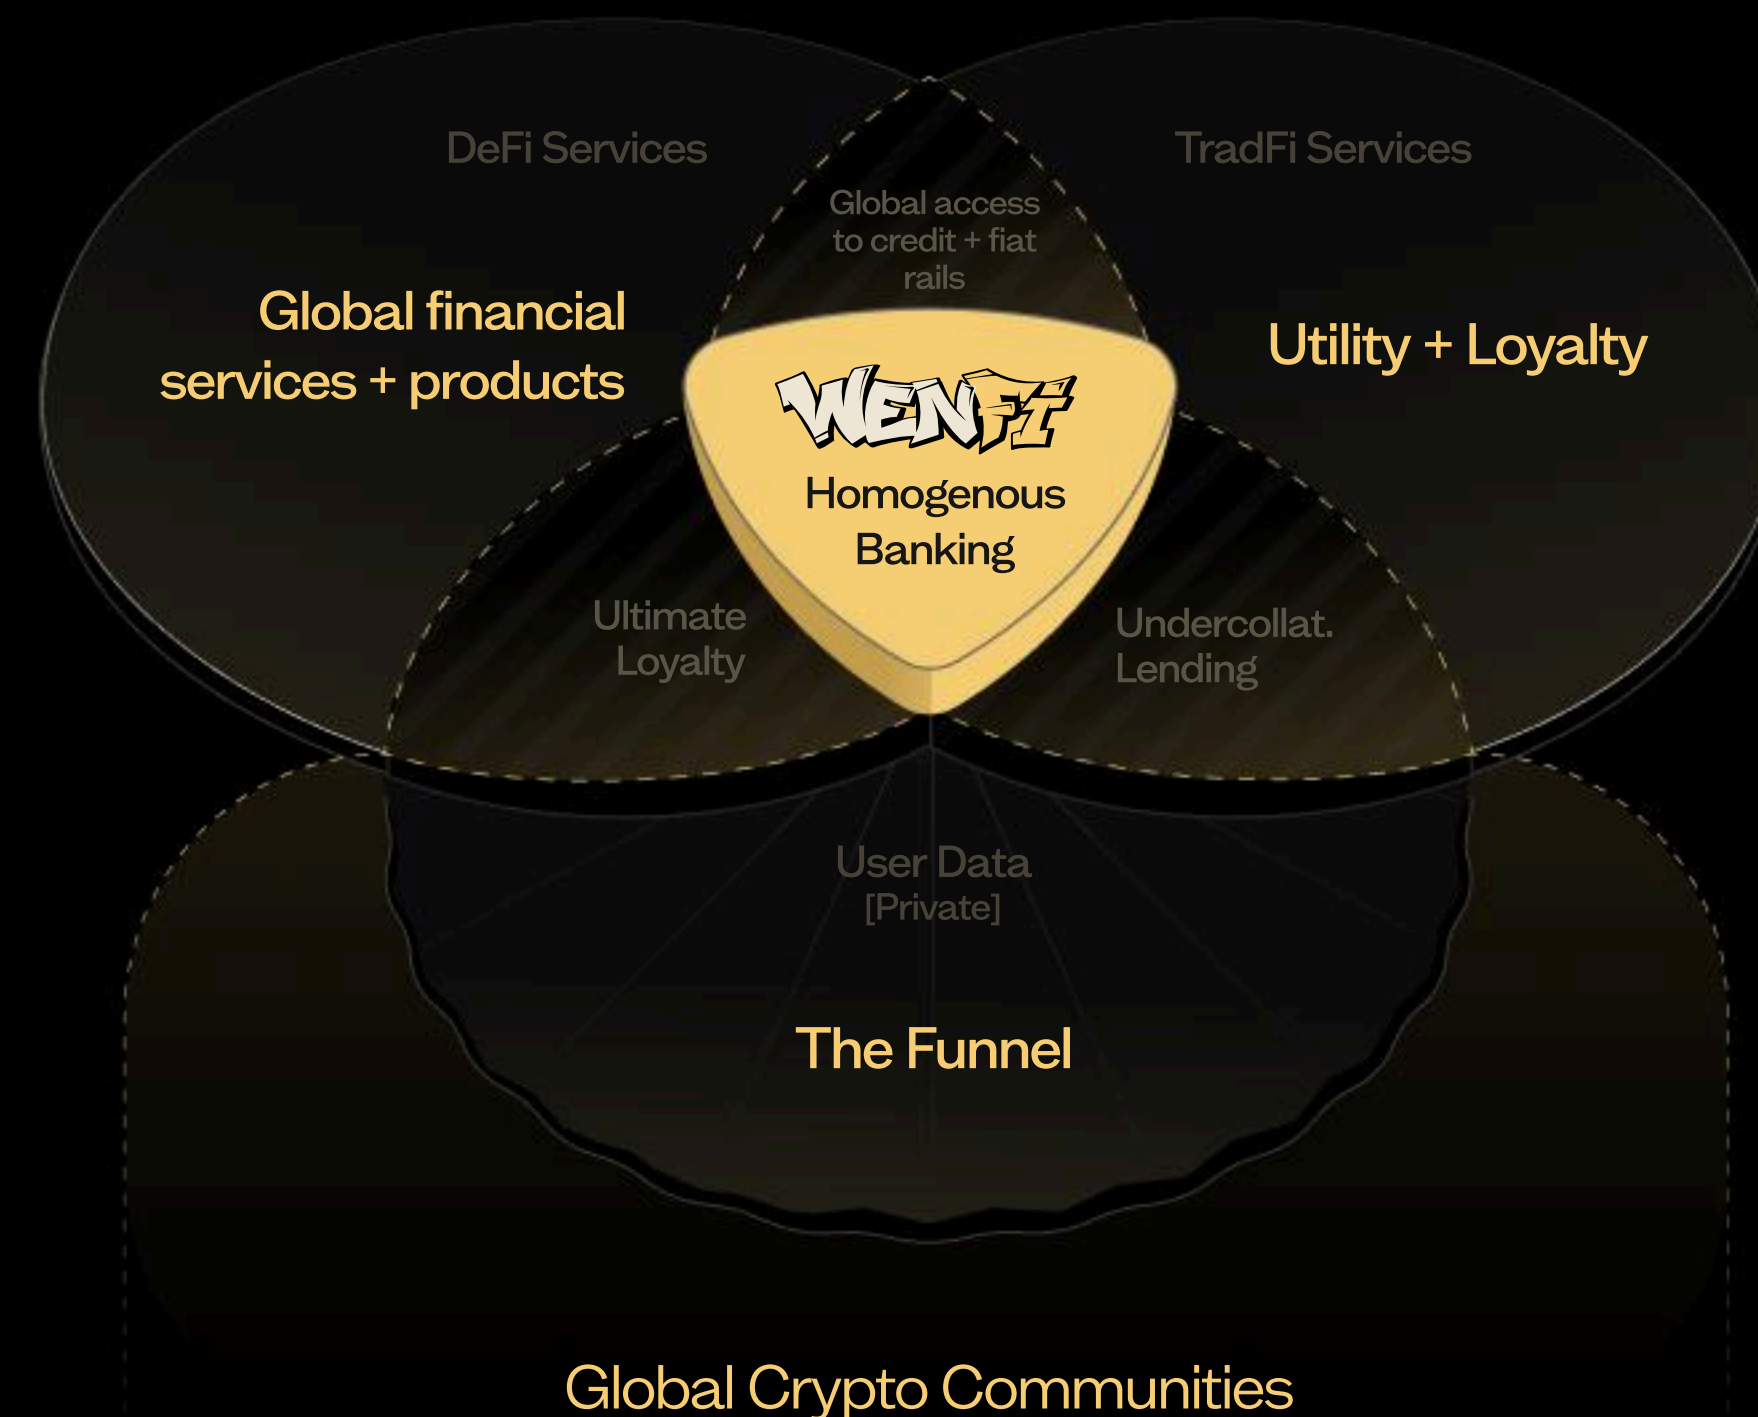 DeFi Services
TradFi Services
Global access
to credit + fiat
rails
Global financial
services + products
Utility + Loyalty
WENFi
Homogenous
Banking
Ultimate
Loyalty
Undercollat.
Lending
User Data
[Private]
The Funnel
Global Crypto Communities